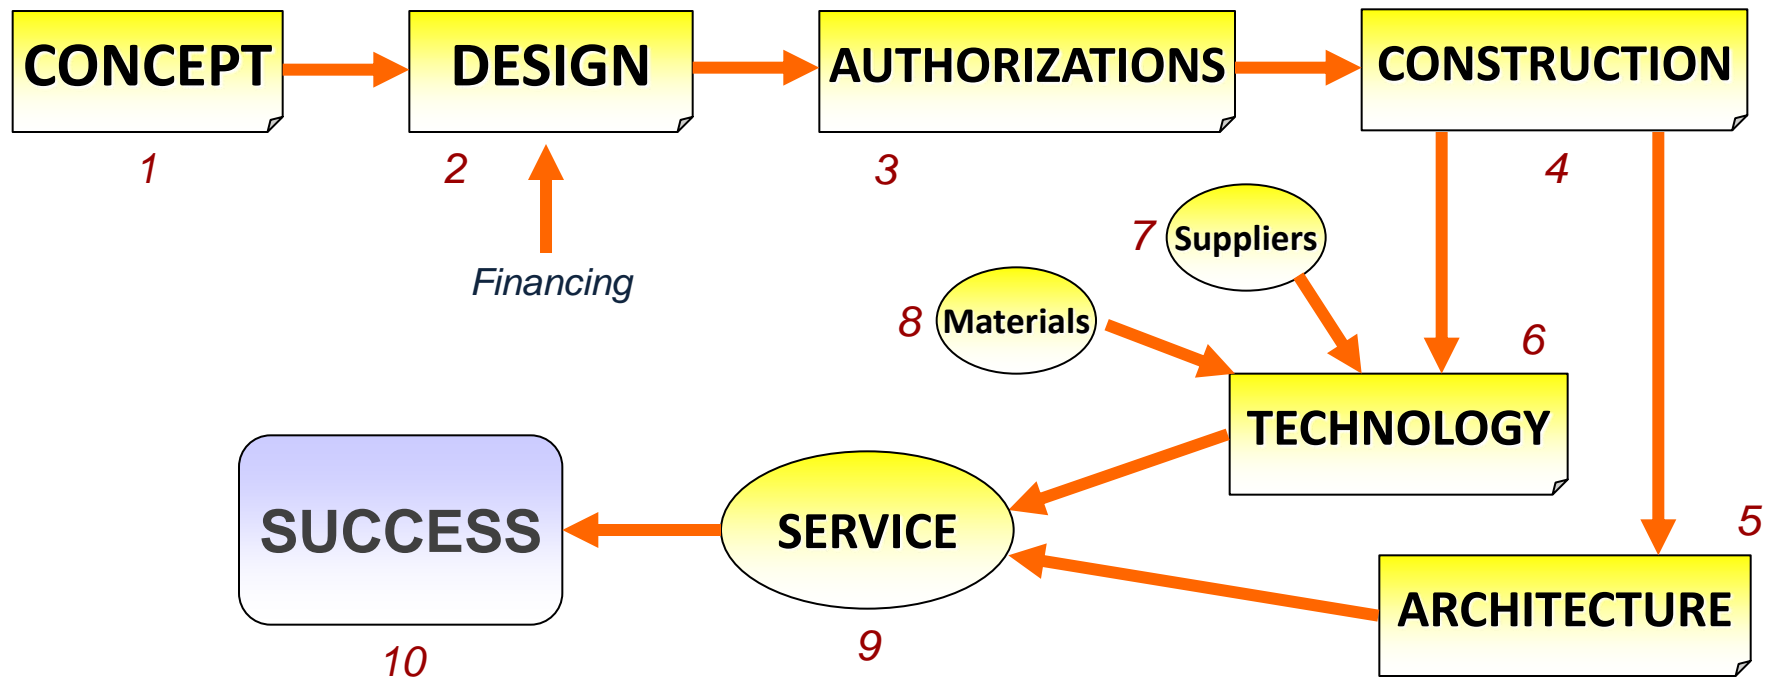 CONCEPT
DESIGN
AUTHORIZATIONS
CONSTRUCTION
1
2
3
4
Financing
7
Suppliers
8
Materials
6
TECHNOLOGY
5
ARCHITECTURE
SERVICE
9
SUCCESS
10